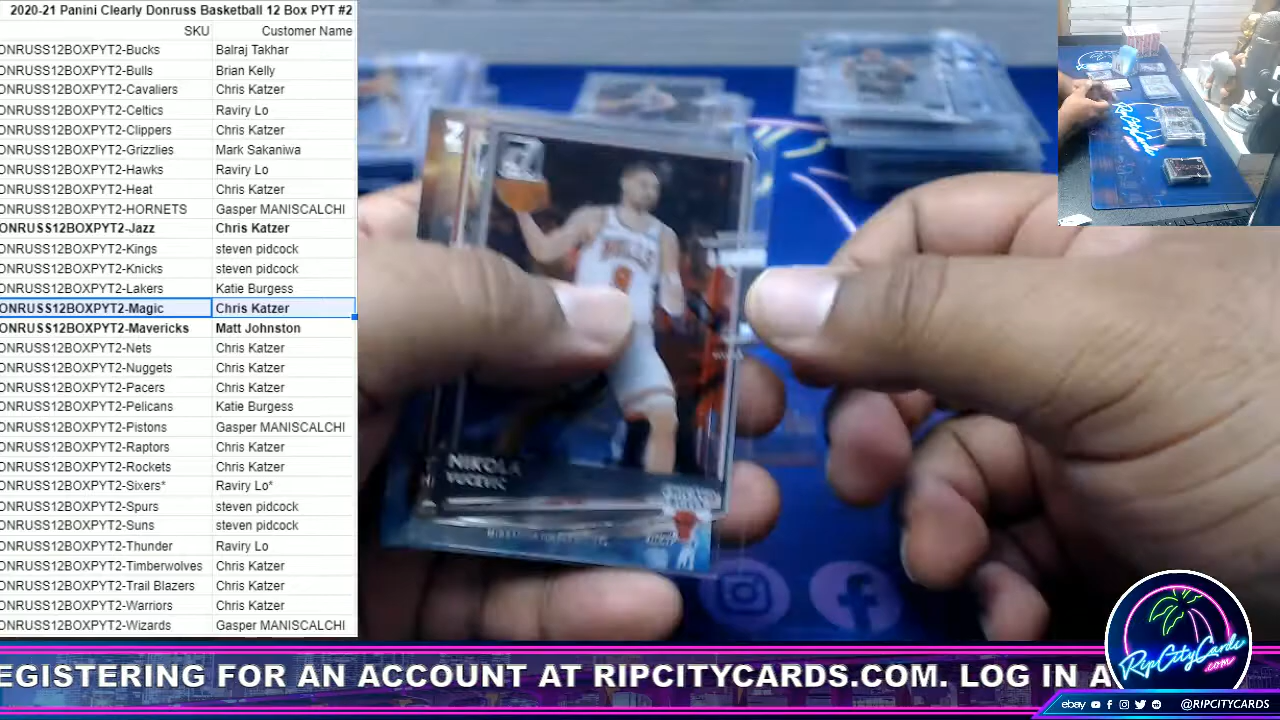 2020-21 Panini Clearly Donruss Basketball 12 Box PYT #2
SKU Customer Name
ONRUSS12BOXPYT2-Bucks Balraj Takhar
ONRUSS12BOXPYT2-Bulls Brian Kelly
ONRUSS12BOXPYT2-Cavaliers Chris Katzer
ONRUSS12BOXPYT2-Celtics Raviry Lo
ONRUSS12BOXPYT2-Clippers Chris Katzer
ONRUSS12BOXPYT2-Grizzlies Mark Sakaniwa
ONRUSS12BOXPYT2-Hawks Raviry Lo
ONRUSS12BOXPYT2-Heat Chris Katzer
ONRUSS12BOXPYT2-HORNETS Gasper MANISCALCHI
ONRUSS12BOXPYT2-Jazz Chris Katzer
ONRUSS12BOXPYT2-Kings steven pidcock
ONRUSS12BOXPYT2-Knicks steven pidcock
ONRUSS12BOXPYT2-Lakers Katie Burgess
ONRUSS12BOXPYT2-Magic Chris Katzer
ONRUSS12BOXPYT2-Mavericks Matt Johnston
ONRUSS12BOXPYT2-Nets Chris Katzer
ONRUSS12BOXPYT2-Nuggets Chris Katzer
ONRUSS12BOXPYT2-Pacers Chris Katzer
ONRUSS12BOXPYT2-Pelicans Katie Burgess
ONRUSS12BOXPYT2-Pistons Gasper MANISCALCHI
ONRUSS12BOXPYT2-Raptors Chris Katzer
ONRUSS12BOXPYT2-Rockets Chris Katzer
ONRUSS12BOXPYT2-Sixers* Raviry Lo*
ONRUSS12BOXPYT2-Spurs steven pidcock
ONRUSS12BOXPYT2-Suns steven pidcock
ONRUSS12BOXPYT2-Thunder Raviry Lo
ONRUSS12BOXPYT2-Timberwolves Chris Katzer
ONRUSS12BOXPYT2-Trail Blazers Chris Katzer
ONRUSS12BOXPYT2-Warriors Chris Katzer
ONRUSS12BOXPYT2-Wizards Gasper MANISCALCHI
NIKOLA
VUCEVIC
EGISTERING FOR AN ACCOUNT AT RIPCITYCARDS.COM. LOG IN A
RipCityCards
.com
ebay @RIPCITYCARDS